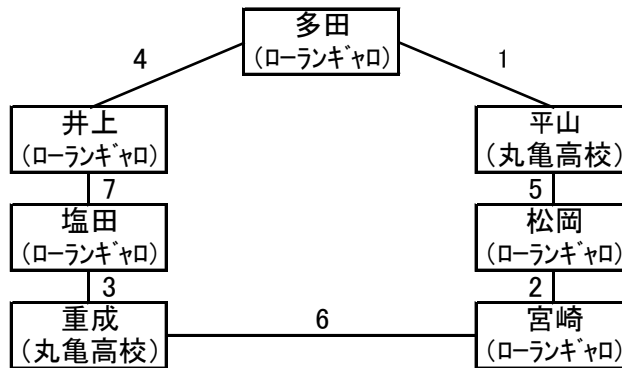 多田
(ローランギャロ)
4
1
井上
(ローランギャロ)
平山
(丸亀高校)
7
5
塩田
(ローランギャロ)
松岡
(ローランギャロ)
3
2
重成
(丸亀高校)
6
宮崎
(ローランギャロ)